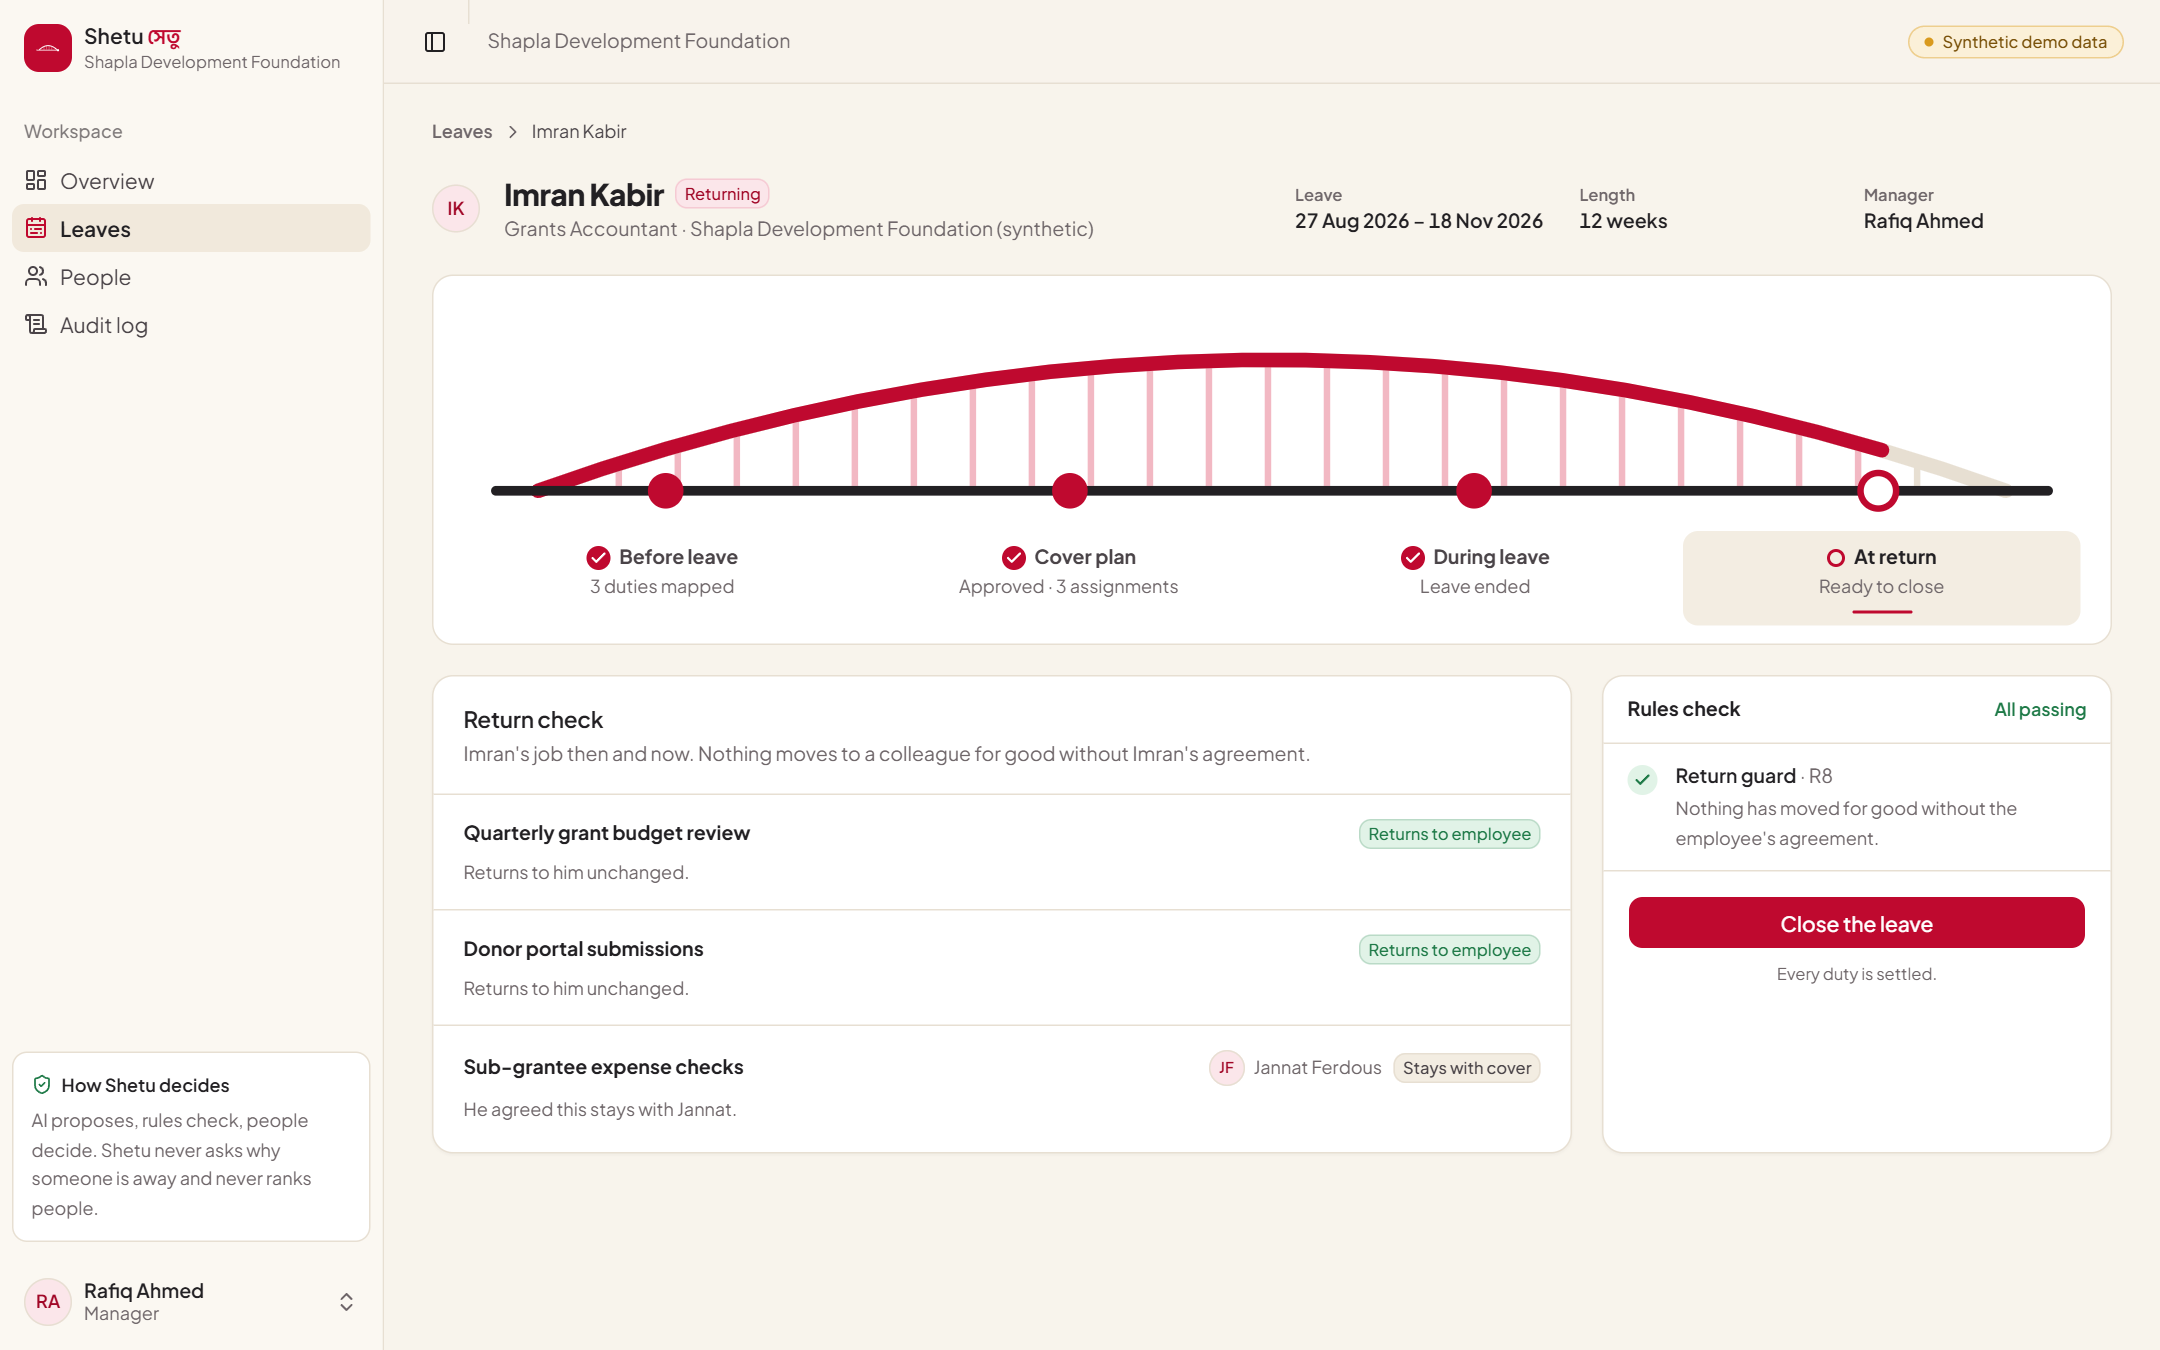 Shetu সেতু
Shapla Development Foundation
Workspace
Overview
Leaves
People
Audit log
How Shetu decides
AI proposes, rules check, people
decide. Shetu never asks why
someone is away and never ranks
people.
RA
Rafiq Ahmed
Manager
Shapla Development Foundation
Synthetic demo data
Leaves > Imran Kabir
IK
Imran Kabir
Returning
Grants Accountant · Shapla Development Foundation (synthetic)
Leave
27 Aug 2026 – 18 Nov 2026
Length
12 weeks
Manager
Rafiq Ahmed
Before leave
3 duties mapped
Cover plan
Approved · 3 assignments
During leave
Leave ended
At return
Ready to close
Return check
Imran's job then and now. Nothing moves to a colleague for good without Imran's agreement.
Quarterly grant budget review
Returns to employee
Returns to him unchanged.
Donor portal submissions
Returns to employee
Returns to him unchanged.
Sub-grantee expense checks
JF Jannat Ferdous
Stays with cover
He agreed this stays with Jannat.
Rules check
All passing
Return guard · R8
Nothing has moved for good without the
employee's agreement.
Close the leave
Every duty is settled.